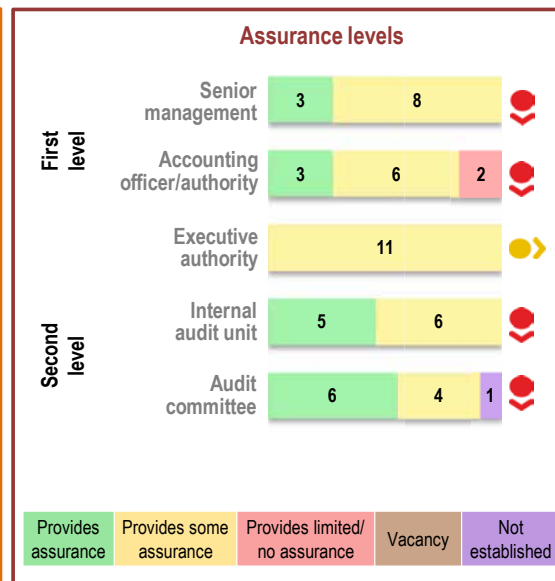 Assurance levels
First level
Senior management
3 8
Accounting officer/authority
3 6 2
Executive authority
11
Second level
Internal audit unit
5 6
Audit committee
6 4 1
Provides assurance
Provides some assurance
Provides limited/ no assurance
Vacancy
Not established